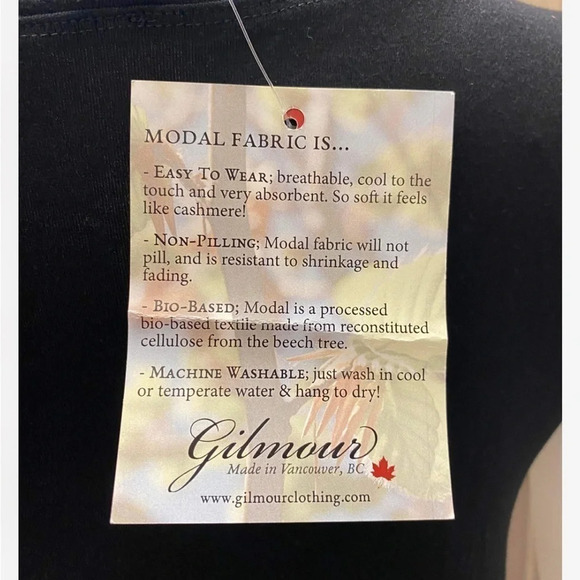 MODAL FABRIC IS...
- EASY TO WEAR; breathable, cool to the
touch and very absorbent. So soft it feels
like cashmere!
- NON-PILLING; Modal fabric will not
pill, and is resistant to shrinkage and
fading.
- BIO-BASED; Modal is a processed
bio-based textile made from reconstituted
cellulose from the beech tree.
- MACHINE WASHABLE; just wash in cool
or temperate water & hang to dry!
Gilmour
Made in Vancouver, BC
www.gilmourclothing.com